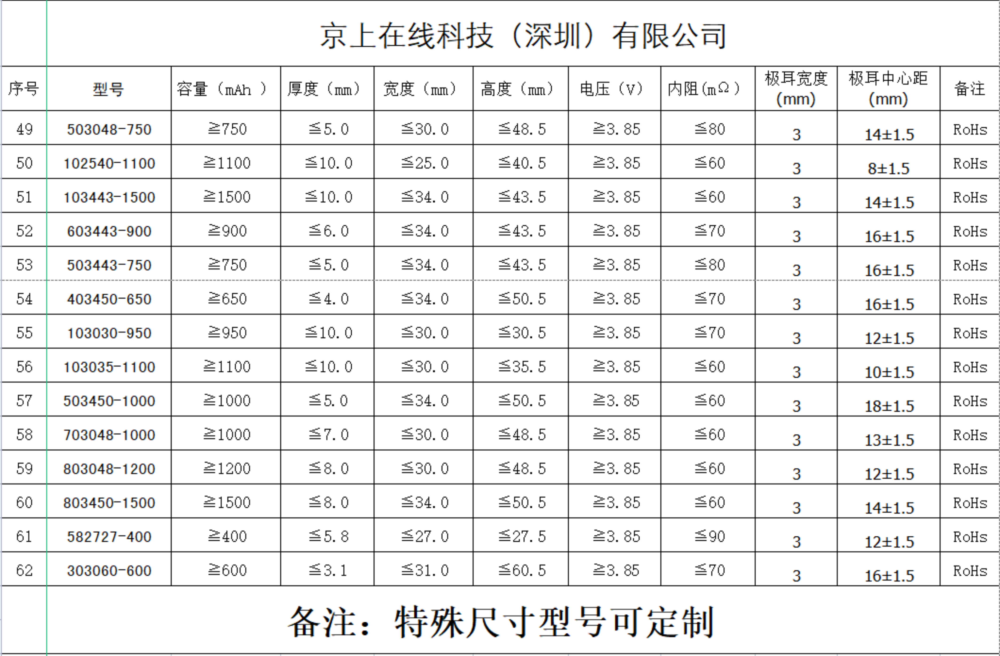 京上在线科技（深圳）有限公司
序号 型号 容量（mAh ） 厚度（mm） 宽度（mm） 高度（mm） 电压（V） 内阻(mΩ） 极耳宽度(mm) 极耳中心距(mm) 备注
49 503048-750 ≧750 ≦5.0 ≦30.0 ≦48.5 ≧3.85 ≦80 3 14±1.5 RoHs
50 102540-1100 ≧1100 ≦10.0 ≦25.0 ≦40.5 ≧3.85 ≦60 3 8±1.5 RoHs
51 103443-1500 ≧1500 ≦10.0 ≦34.0 ≦43.5 ≧3.85 ≦60 3 14±1.5 RoHs
52 603443-900 ≧900 ≦6.0 ≦34.0 ≦43.5 ≧3.85 ≦70 3 16±1.5 RoHs
53 503443-750 ≧750 ≦5.0 ≦34.0 ≦43.5 ≧3.85 ≦80 3 16±1.5 RoHs
54 403450-650 ≧650 ≦4.0 ≦34.0 ≦50.5 ≧3.85 ≦70 3 16±1.5 RoHs
55 103030-950 ≧950 ≦10.0 ≦30.0 ≦30.5 ≧3.85 ≦70 3 12±1.5 RoHs
56 103035-1100 ≧1100 ≦10.0 ≦30.0 ≦35.5 ≧3.85 ≦60 3 10±1.5 RoHs
57 503450-1000 ≧1000 ≦5.0 ≦34.0 ≦50.5 ≧3.85 ≦60 3 18±1.5 RoHs
58 703048-1000 ≧1000 ≦7.0 ≦30.0 ≦48.5 ≧3.85 ≦60 3 13±1.5 RoHs
59 803048-1200 ≧1200 ≦8.0 ≦30.0 ≦48.5 ≧3.85 ≦60 3 12±1.5 RoHs
60 803450-1500 ≧1500 ≦8.0 ≦34.0 ≦50.5 ≧3.85 ≦60 3 14±1.5 RoHs
61 582727-400 ≧400 ≦5.8 ≦27.0 ≦27.5 ≧3.85 ≦90 3 12±1.5 RoHs
62 303060-600 ≧600 ≦3.1 ≦31.0 ≦60.5 ≧3.85 ≦70 3 16±1.5 RoHs
备注：特殊尺寸型号可定制